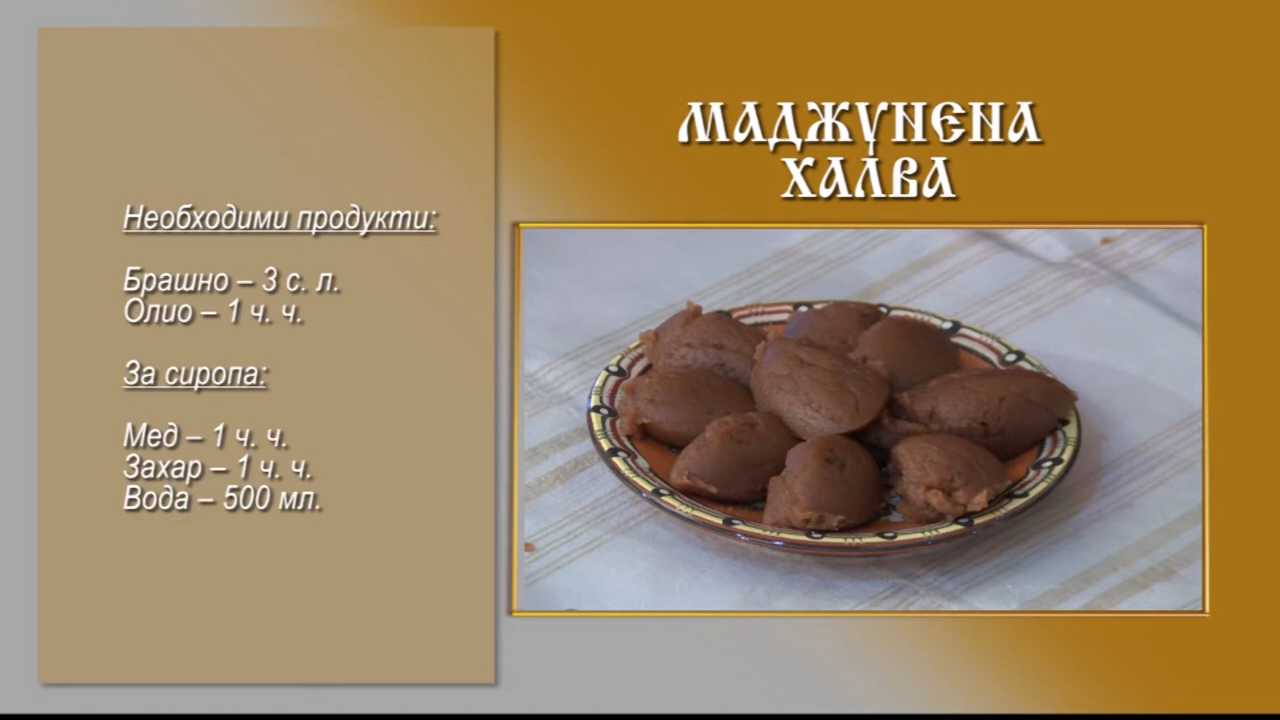 МАДЖУНЕНА
ХАЛВА
Необходими продукти:
Брашно – 3 с. л.
Олио – 1 ч. ч.
За сиропа:
Мед – 1 ч. ч.
Захар – 1 ч. ч.
Вода – 500 мл.